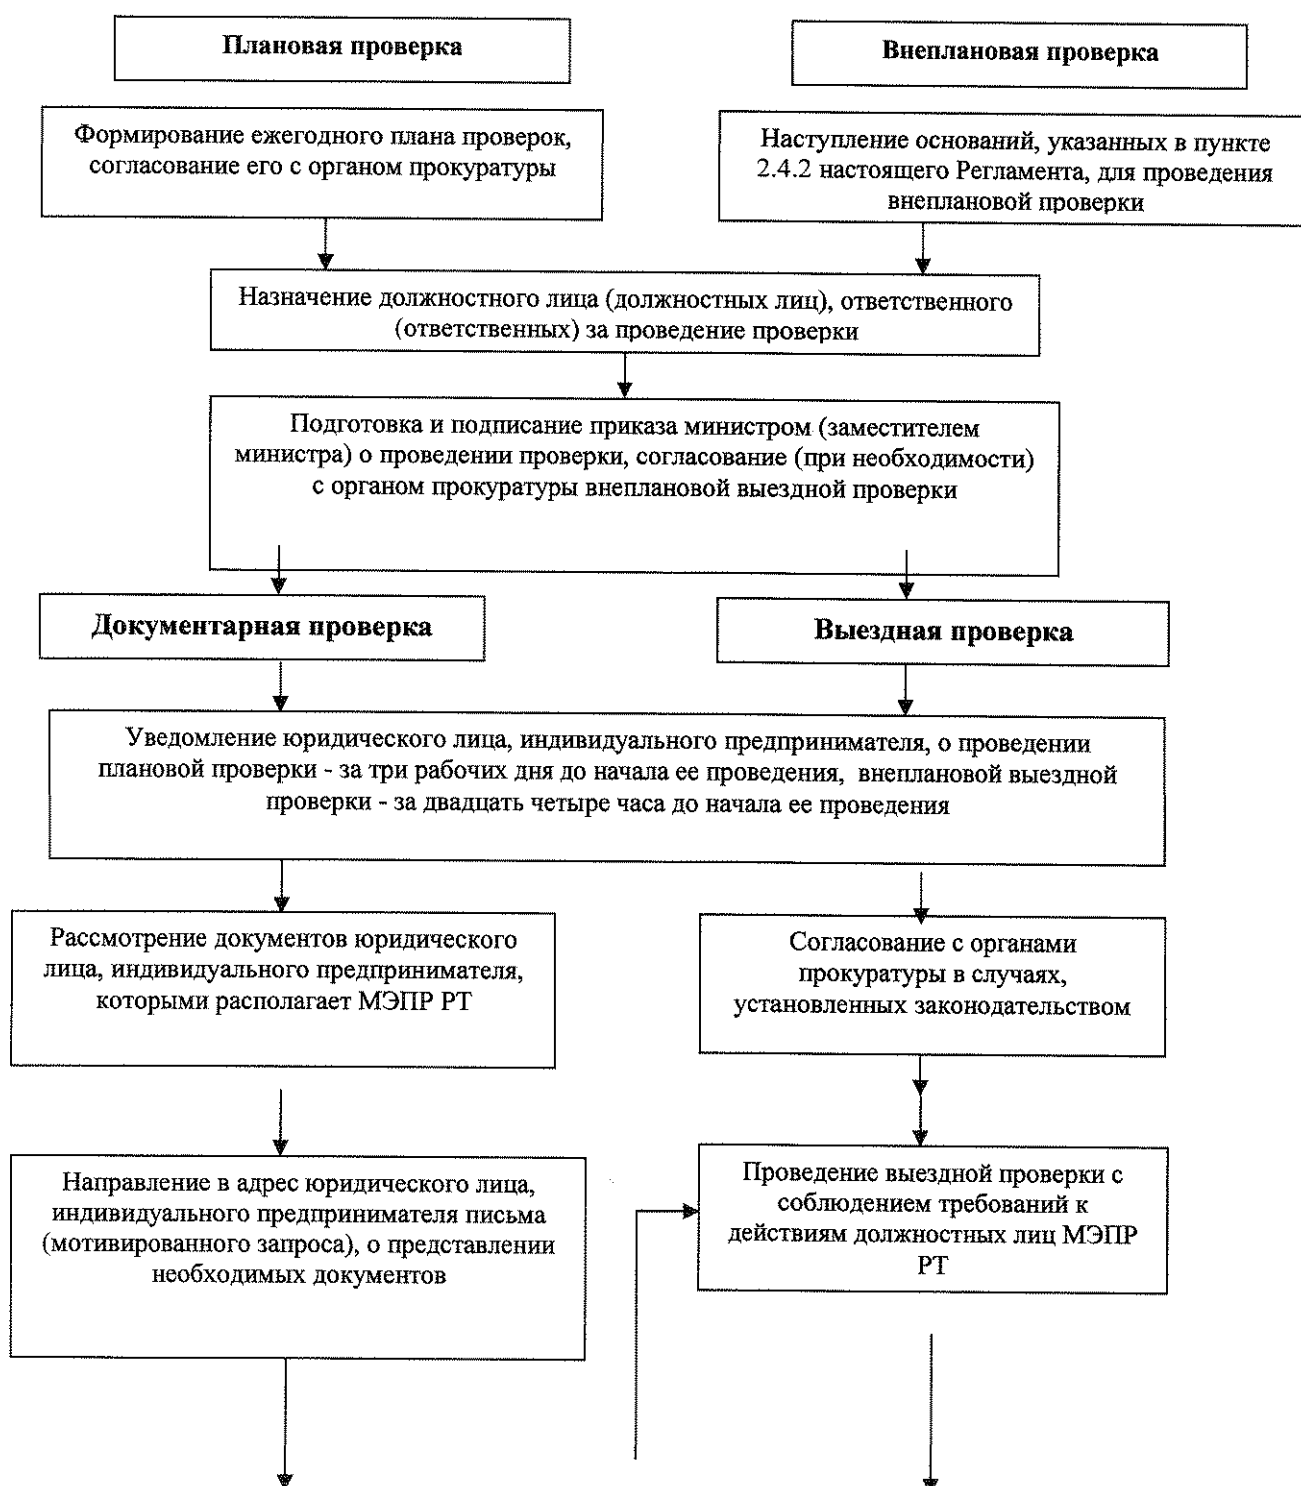 Плановая проверка
Внеплановая проверка
Формирование ежегодного плана проверок,
согласование его с органом прокуратуры
Наступление оснований, указанных в пункте
2.4.2 настоящего Регламента, для проведения
внеплановой проверки
Назначение должностного лица (должностных лиц), ответственного
(ответственных) за проведение проверки
Подготовка и подписание приказа министром (заместителем
министра) о проведении проверки, согласование (при необходимости)
с органом прокуратуры внеплановой выездной проверки
Документарная проверка
Выездная проверка
Уведомление юридического лица, индивидуального предпринимателя, о проведении
плановой проверки - за три рабочих дня до начала ее проведения, внеплановой выездной
проверки - за двадцать четыре часа до начала ее проведения
Рассмотрение документов юридического
лица, индивидуального предпринимателя,
которыми располагает МЭПР РТ
Согласование с органами
прокуратуры в случаях,
установленных законодательством
Направление в адрес юридического лица,
индивидуального предпринимателя письма
(мотивированного запроса), о представлении
необходимых документов
Проведение выездной проверки с
соблюдением требований к
действиям должностных лиц МЭПР
РТ